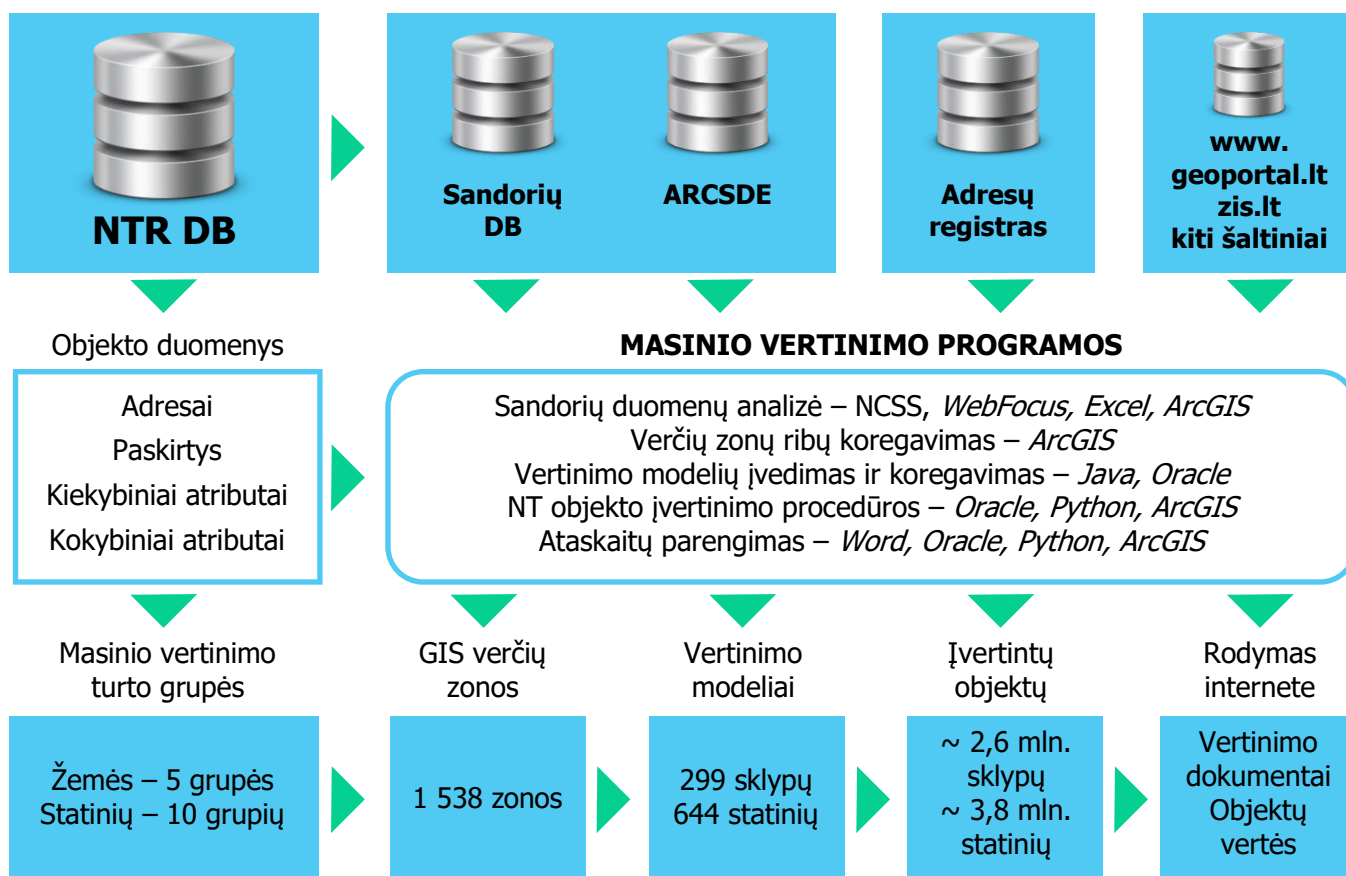 NTR DB
Sandorių
DB
ARCSDE
Adresų
registras
www.
geoportal.lt
zis.lt
kiti šaltiniai
Objekto duomenys
Adresai
Paskirtys
Kiekybiniai atributai
Kokybiniai atributai
MASINIO VERTINIMO PROGRAMOS
Sandorių duomenų analizė – NCSS, WebFocus, Excel, ArcGIS
Verčių zonų ribų koregavimas – ArcGIS
Vertinimo modelių įvedimas ir koregavimas – Java, Oracle
NT objekto įvertinimo procedūros – Oracle, Python, ArcGIS
Ataskaitų parengimas – Word, Oracle, Python, ArcGIS
Masinio vertinimo
turto grupės
GIS verčių
zonos
Vertinimo
modeliai
Įvertintų
objektų
Rodymas
internete
Žemės – 5 grupės
Statinių – 10 grupių
1 538 zonos
299 sklypų
644 statinių
~ 2,6 mln.
sklypų
~ 3,8 mln.
statinių
Vertinimo
dokumentai
Objektų
vertės